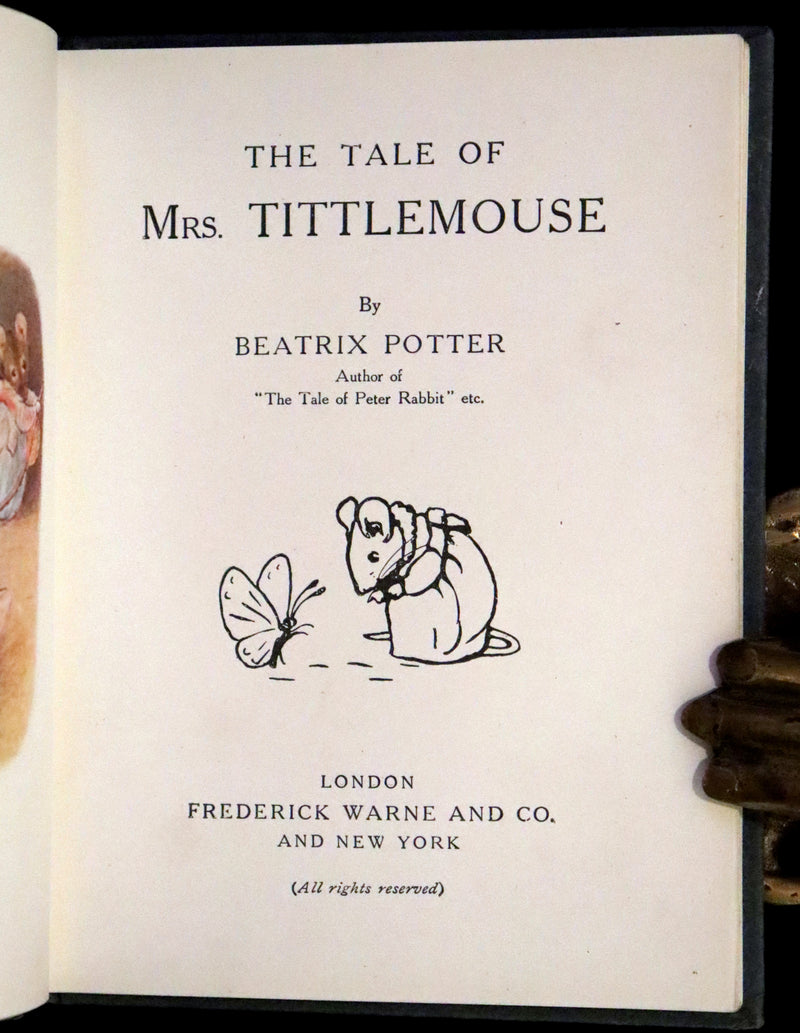 THE TALE OF
MRS. TITTLEMOUSE
By
BEATRIX POTTER
Author of
"The Tale of Peter Rabbit" etc.
LONDON
FREDERICK WARNE AND CO.
AND NEW YORK
(All rights reserved)